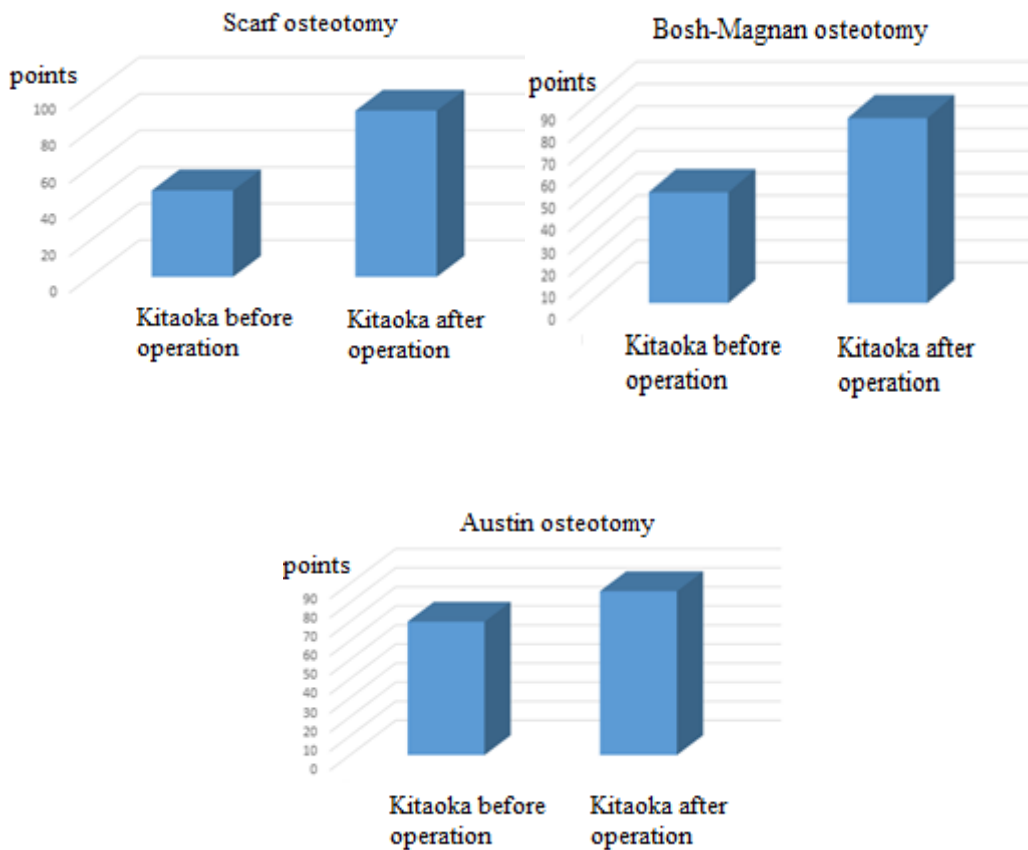 Scarf osteotomy
points
100
80
60
40
20
0
Kitaoka before
operation
Kitaoka after
operation
Bosh-Magnan osteotomy
points
90
80
70
60
50
40
30
20
10
0
Kitaoka before
operation
Kitaoka after
operation
Austin osteotomy
points
90
80
70
60
50
40
30
20
10
0
Kitaoka before
operation
Kitaoka after
operation